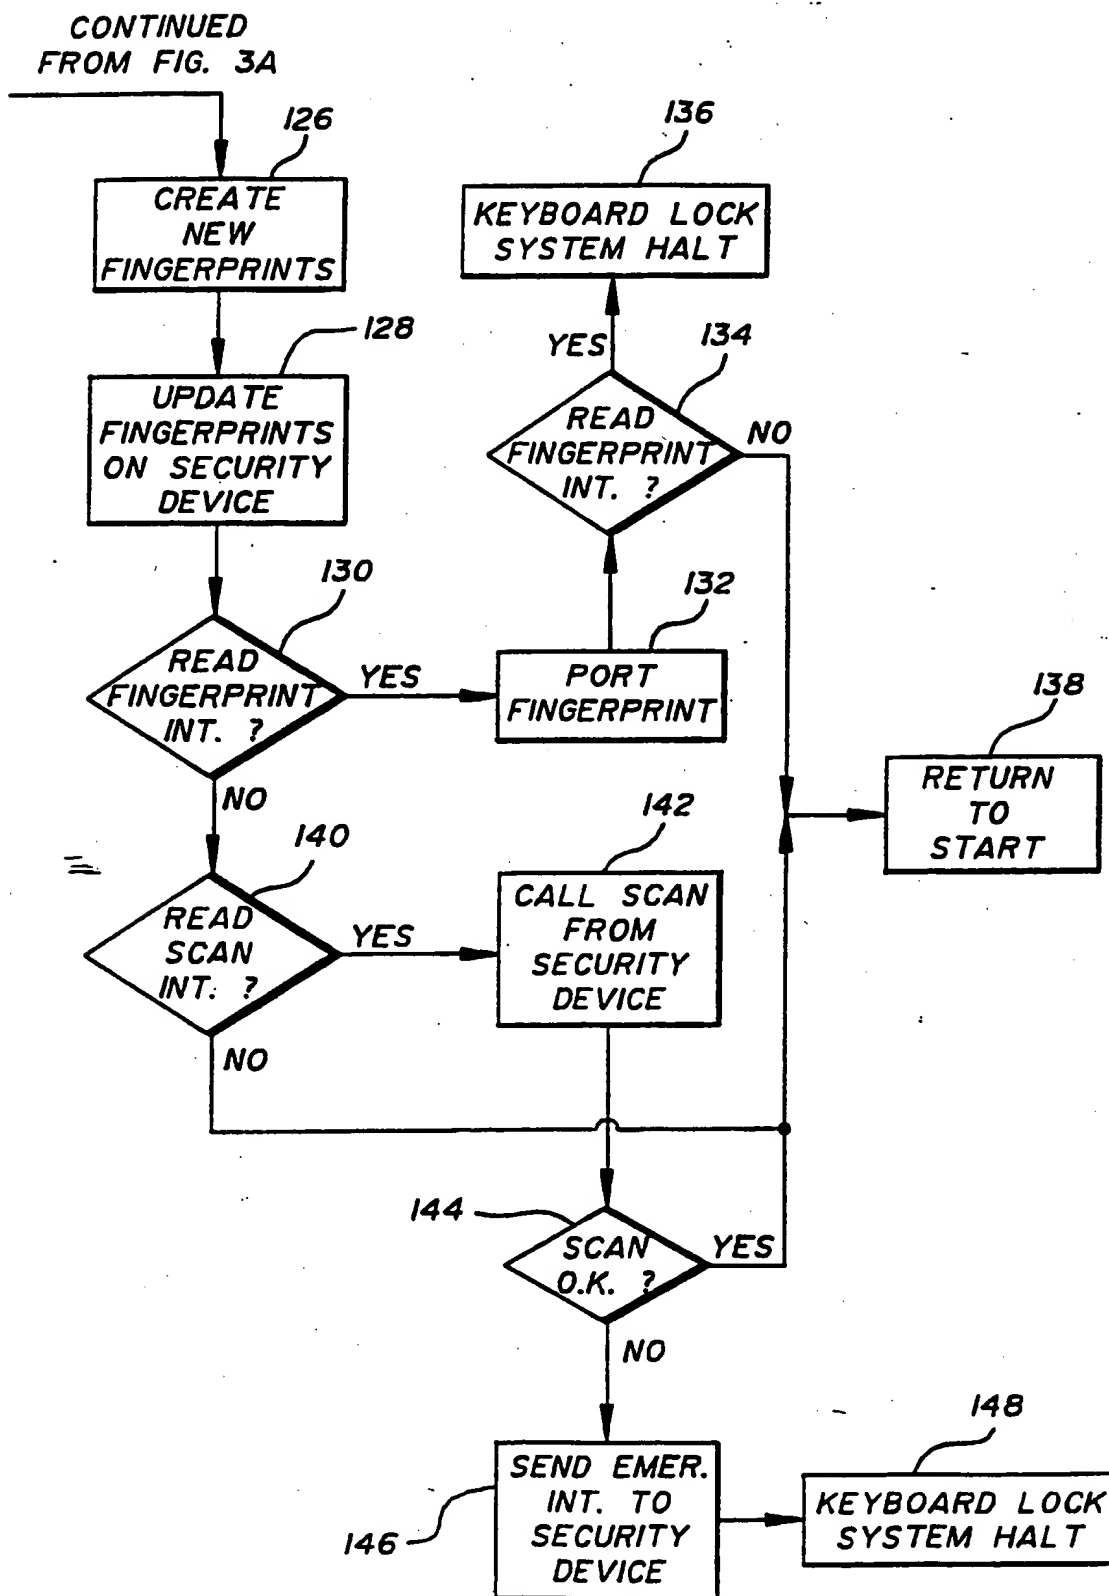 CONTINUED
FROM FIG. 3A
126
CREATE
NEW
FINGERPRINTS
128
UPDATE
FINGERPRINTS
ON SECURITY
DEVICE
130
READ
FINGERPRINT
INT. ?
YES
NO
132
PORT
FINGERPRINT
134
READ
FINGERPRINT
INT. ?
YES
NO
136
KEYBOARD LOCK
SYSTEM HALT
138
RETURN
TO
START
140
READ
SCAN
INT. ?
YES
NO
142
CALL SCAN
FROM
SECURITY
DEVICE
144
SCAN
O.K. ?
YES
NO
146
SEND EMER.
INT. TO
SECURITY
DEVICE
148
KEYBOARD LOCK
SYSTEM HALT